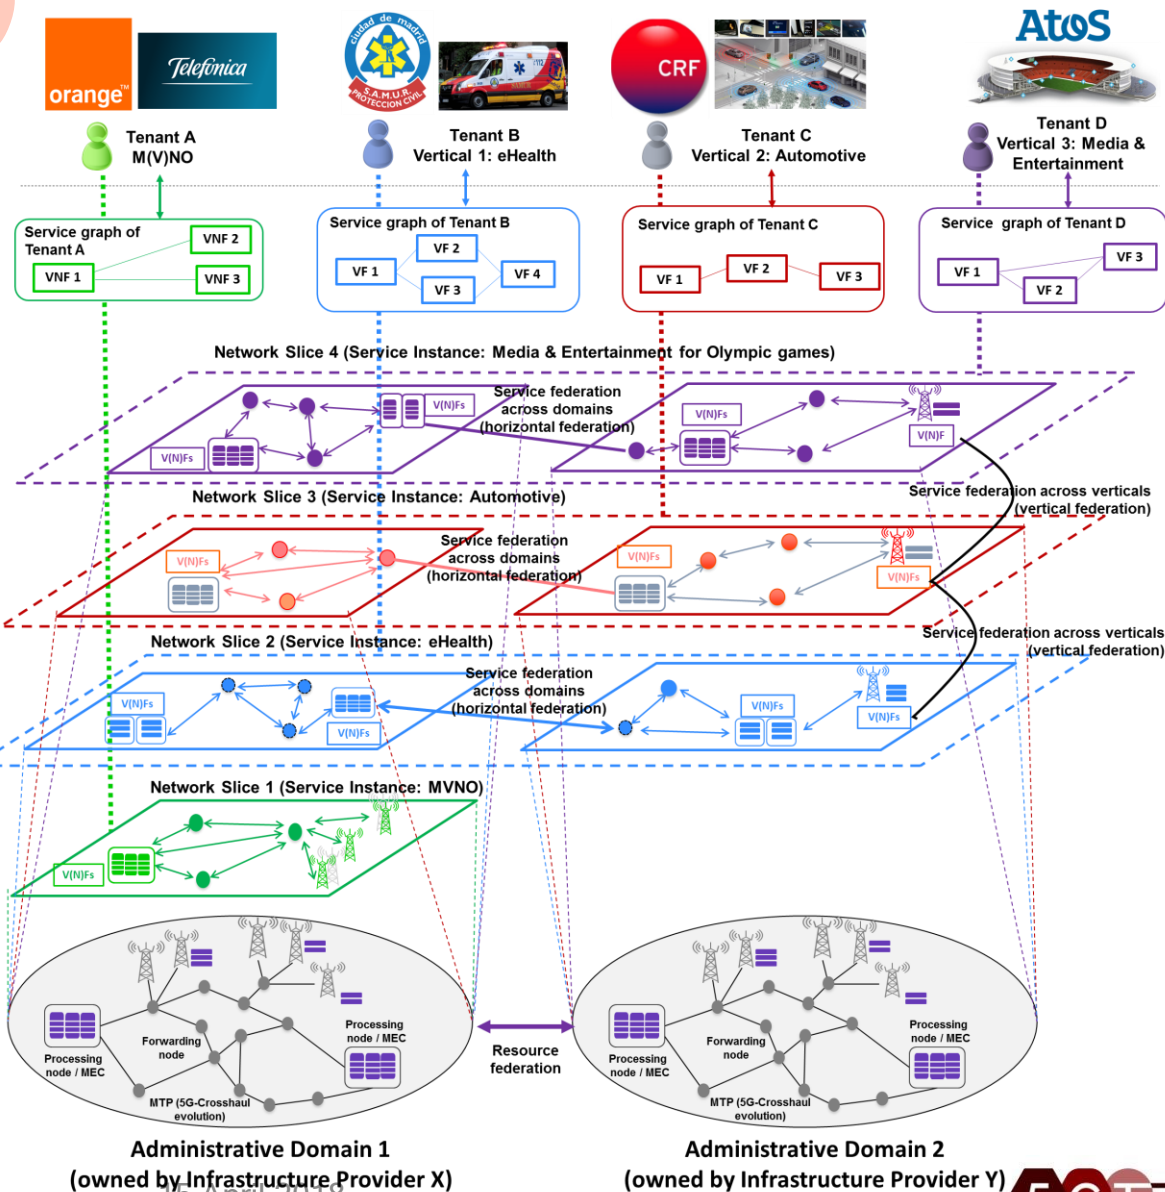 orange™
Telefónica
ciudad de madrid
S.A.M.U.R.
PROTECCION CIVIL
112
CRF
Atos
Tenant A
M(V)NO
Tenant B
Vertical 1: eHealth
Tenant C
Vertical 2: Automotive
Tenant D
Vertical 3: Media &
Entertainment
Service graph of
Tenant A
VNF 1
VNF 2
VNF 3
Service graph of Tenant B
VF 1
VF 2
VF 3
VF 4
Service graph of Tenant C
VF 1
VF 2
VF 3
Service graph of Tenant D
VF 1
VF 2
VF 3
Network Slice 4 (Service Instance: Media & Entertainment for Olympic games)
V(N)Fs
V(N)Fs
Service federation
across domains
(horizontal federation)
V(N)Fs
V(N)F
Network Slice 3 (Service Instance: Automotive)
Service federation across verticals
(vertical federation)
V(N)Fs
Service federation
across domains
(horizontal federation)
V(N)Fs
V(N)Fs
Network Slice 2 (Service Instance: eHealth)
Service federation across verticals
(vertical federation)
V(N)Fs
V(N)Fs
Service federation
across domains
(horizontal federation)
V(N)Fs
V(N)Fs
Network Slice 1 (Service Instance: MVNO)
V(N)Fs
Processing
node / MEC
Forwarding
node
Processing
node / MEC
MTP (5G-Crosshaul
evolution)
Resource
federation
Processing
node / MEC
Forwarding
node
Processing
node / MEC
MTP (5G-Crosshaul
evolution)
Administrative Domain 1
(owned by Infrastructure Provider X)
Administrative Domain 2
(owned by Infrastructure Provider Y)
15 April 2018